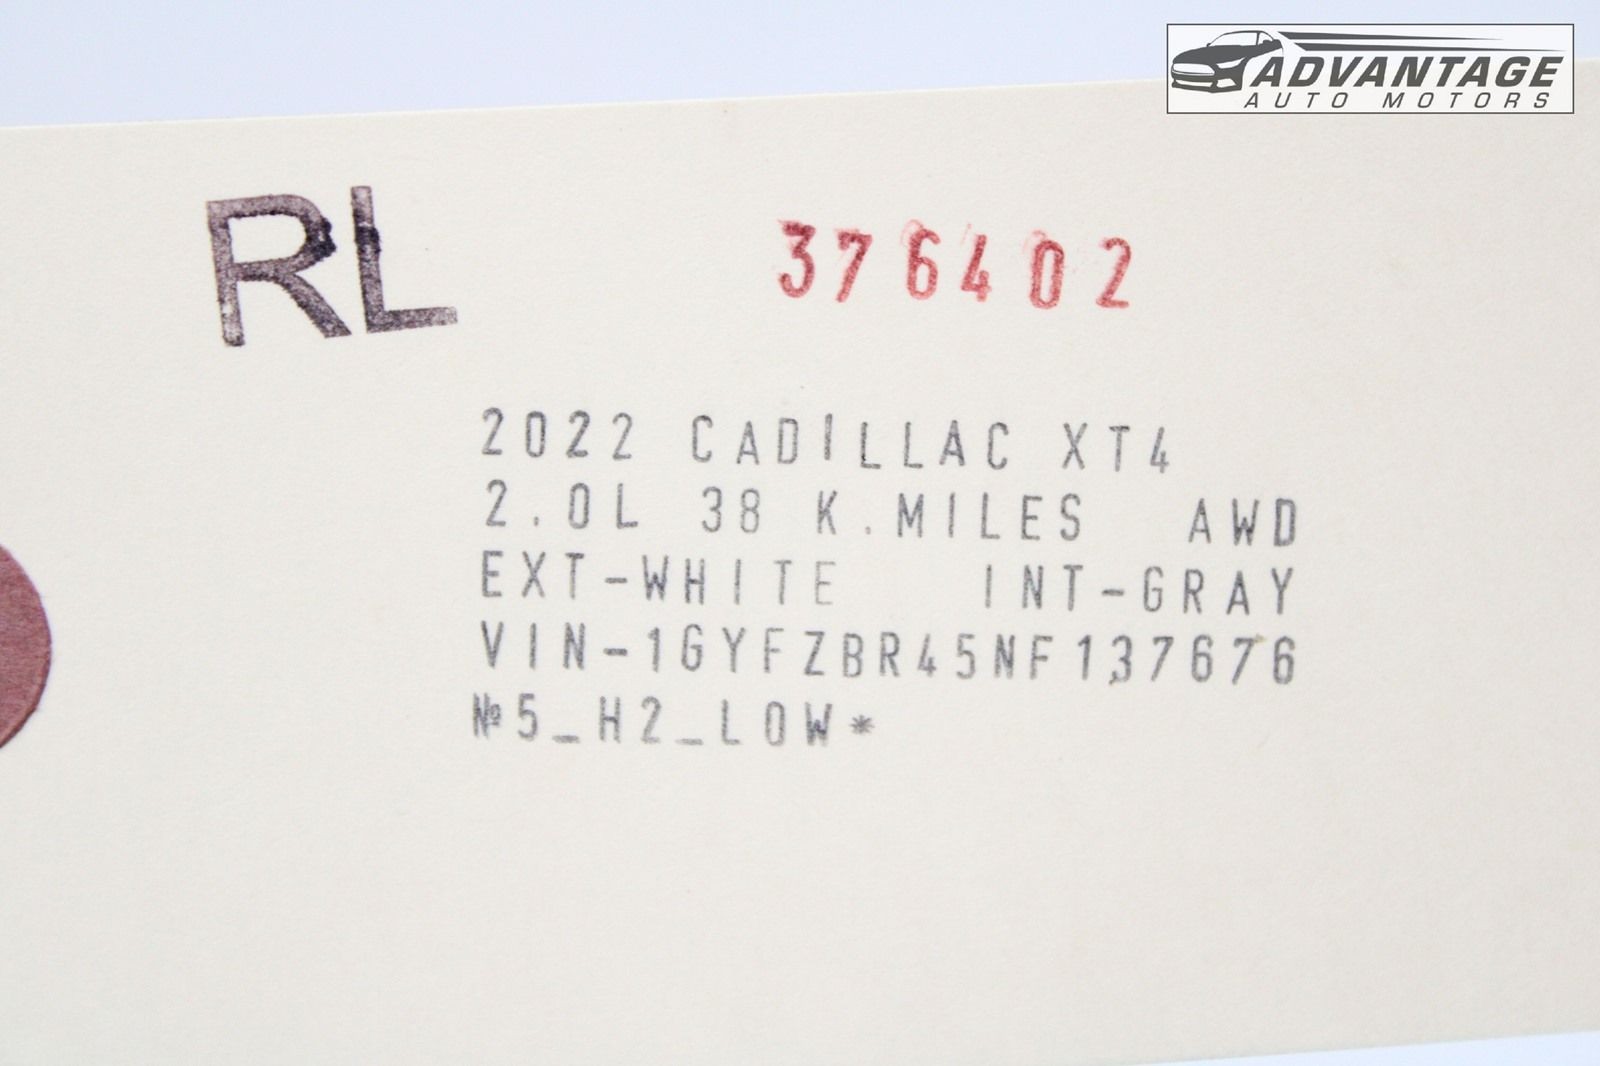 ADVANTAGE
AUTO MOTORS
RL
376402
2022 CADILLAC XT4
2.0L 38 K.MILES AWD
EXT-WHITE INT-GRAY
VIN-1GYFZBR45NF137676
№5_H2_LOW*